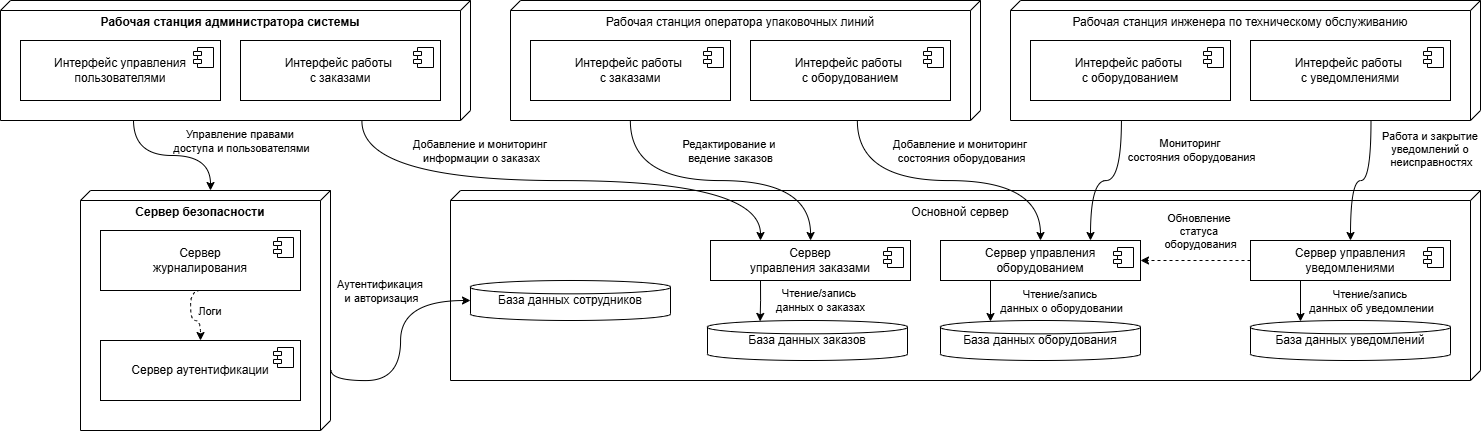 Рабочая станция администратора системы
Интерфейс управления
пользователями
Интерфейс работы
с заказами
Рабочая станция оператора упаковочных линий
Интерфейс работы
с заказами
Интерфейс работы
с оборудованием
Рабочая станция инженера по техническому обслуживанию
Интерфейс работы
с оборудованием
Интерфейс работы
с уведомлениями
Управление правами
доступа и пользователями
Добавление и мониторинг
информации о заказах
Редактирование и
ведение заказов
Добавление и мониторинг
состояния оборудования
Мониторинг
состояния оборудования
Работа и закрытие
уведомлений о
неисправностях
Сервер безопасности
Сервер
журналирования
Логи
Сервер аутентификации
Аутентификация
и авторизация
Основной сервер
База данных сотрудников
Сервер
управления заказами
Чтение/запись
данных о заказах
База данных заказов
Сервер управления
оборудованием
Чтение/запись
данных о оборудовании
База данных оборудования
Обновление
статуса
оборудования
Сервер управления
уведомлениями
Чтение/запись
данных об уведомлении
База данных уведомлений